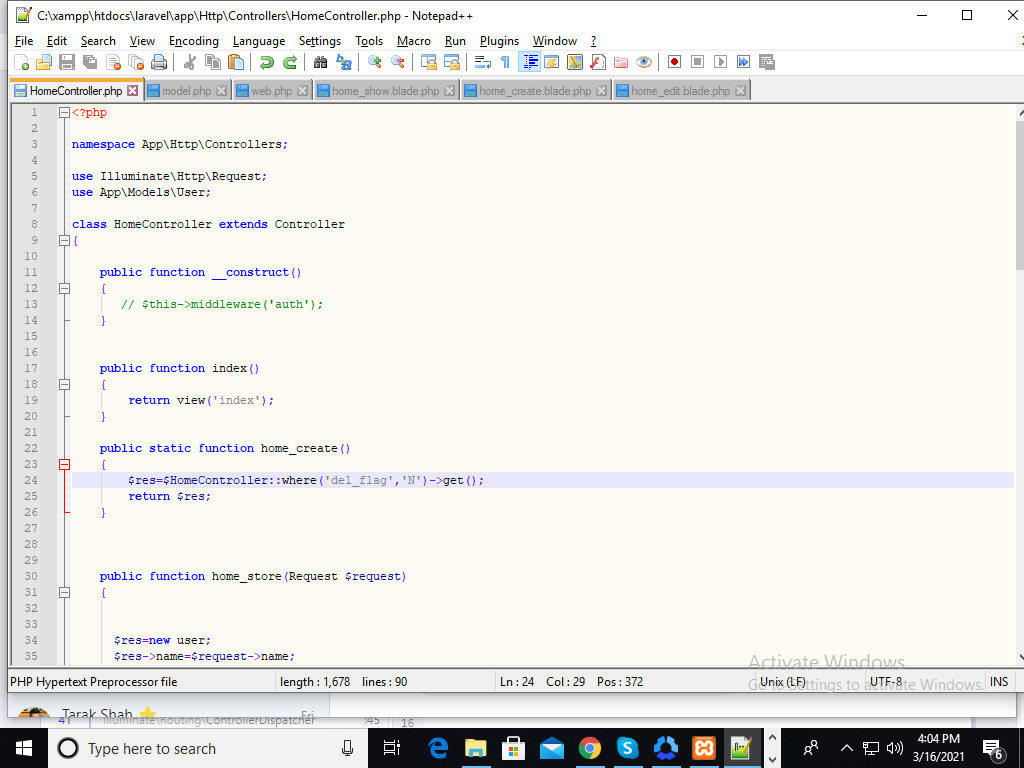 C:\xampp\htdocs\laravel\app\Http\Controllers\HomeController.php - Notepad++
File Edit Search View Encoding Language Settings Tools Macro Run Plugins Window ?
HomeController.php model.php web.php home_show.blade.php home_create.blade.php home_edit.blade.php
1 <?php
2
3 namespace App\Http\Controllers;
4
5 use Illuminate\Http\Request;
6 use App\Models\User;
7
8 class HomeController extends Controller
9 {
10
11 public function __construct()
12 {
13 // $this->middleware('auth');
14 }
15
16
17 public function index()
18 {
19 return view('index');
20 }
21
22 public static function home_create()
23 {
24 $res=$HomeController::where('del_flag','N')->get();
25 return $res;
26 }
27
28
29
30 public function home_store(Request $request)
31 {
32
33
34 $res=new user;
35 $res->name=$request->name;
Activate Windows
Go to Settings to activate Windows.
PHP Hypertext Preprocessor file length : 1,678 lines : 90 Ln : 24 Col : 29 Pos : 372 Unix (LF) UTF-8 INS
Tarak Shah Fri
41 Illuminate\Routing\ControllerDispatcher :45 16
Type here to search
4:04 PM
3/16/2021
6